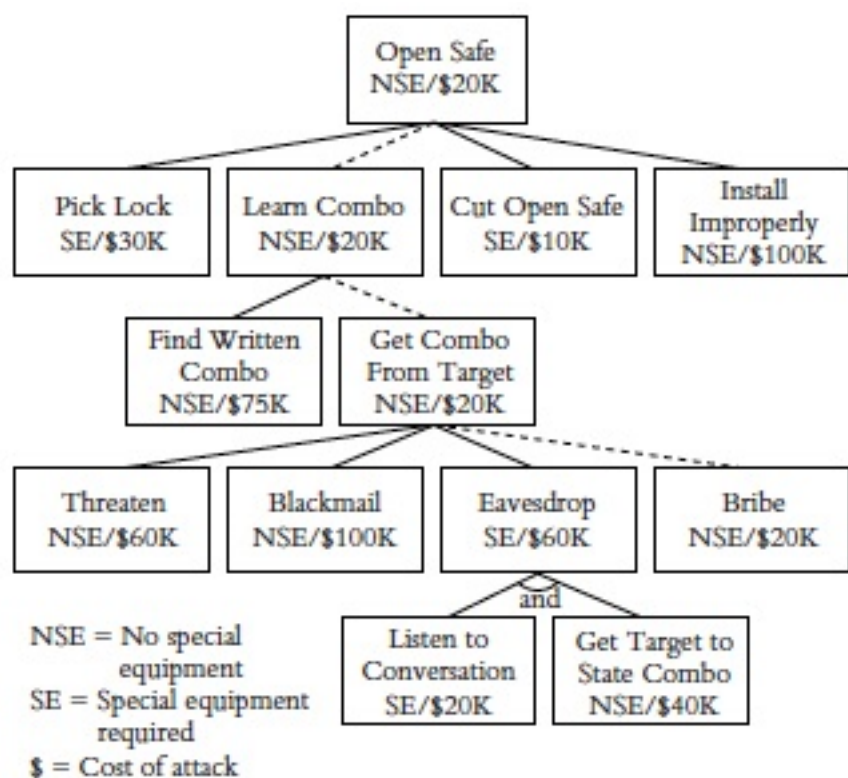 Open Safe
NSE/$20K
Pick Lock
SE/$30K
Learn Combo
NSE/$20K
Cut Open Safe
SE/$10K
Install
Improperly
NSE/$100K
Find Written
Combo
NSE/$75K
Get Combo
From Target
NSE/$20K
Threaten
NSE/$60K
Blackmail
NSE/$100K
Eavesdrop
SE/$60K
Bribe
NSE/$20K
and
Listen to
Conversation
SE/$20K
Get Target to
State Combo
NSE/$40K
NSE = No special
equipment
SE = Special equipment
required
$ = Cost of attack